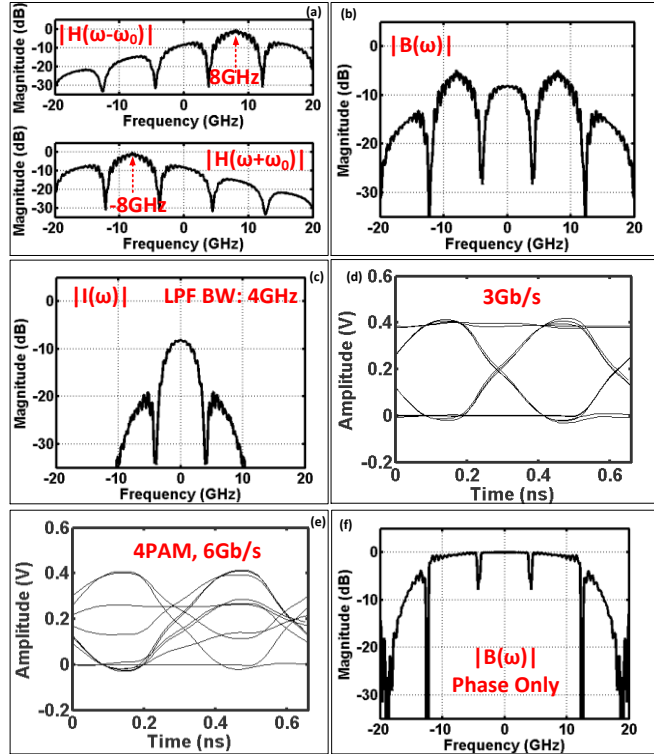 (a)
|H(ω-ω₀)|
8GHz
Magnitude (dB)
0
-10
-20
-30
-20 -10 0 10 20
Frequency (GHz)
|H(ω+ω₀)|
-8GHz
Magnitude (dB)
0
-10
-20
-30
-20 -10 0 10 20
Frequency (GHz)
(b)
|B(ω)|
Magnitude (dB)
0
-10
-20
-30
-20 -10 0 10 20
Frequency (GHz)
(c)
|I(ω)| LPF BW: 4GHz
Magnitude (dB)
0
-10
-20
-30
-20 -10 0 10 20
Frequency (GHz)
(d)
3Gb/s
Amplitude (V)
0.6
0.4
0.2
0
-0.2
0 0.2 0.4 0.6
Time (ns)
(e)
4PAM, 6Gb/s
Amplitude (V)
0.6
0.4
0.2
0
-0.2
0 0.2 0.4 0.6
Time (ns)
(f)
|B(ω)|
Phase Only
Magnitude (dB)
0
-10
-20
-30
-20 -10 0 10 20
Frequency (GHz)